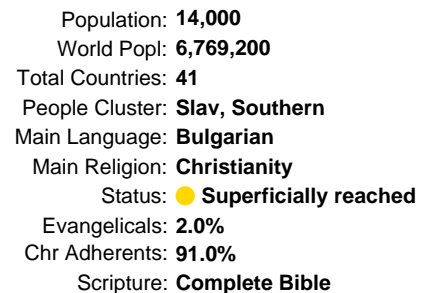 Population: 14,000
World Popl: 6,769,200
Total Countries: 41
People Cluster: Slav, Southern
Main Language: Bulgarian
Main Religion: Christianity
Status: Superficially reached
Evangelicals: 2.0%
Chr Adherents: 91.0%
Scripture: Complete Bible